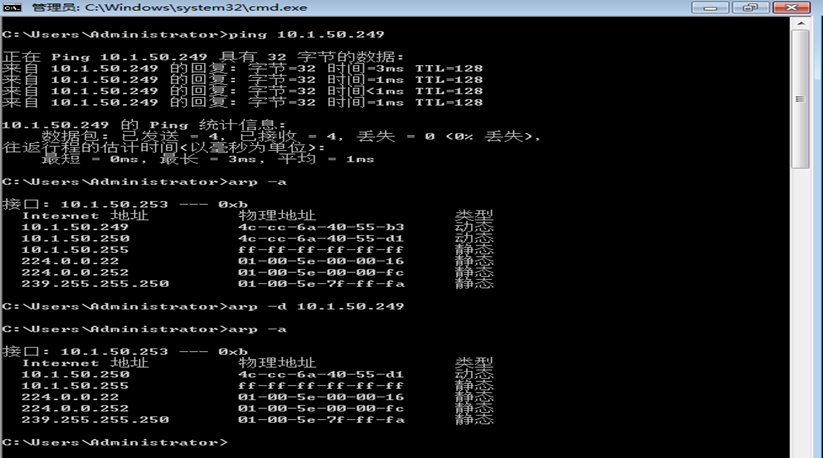 管理员: C:\Windows\system32\cmd.exe
C:\Users\Administrator>ping 10.1.50.249
正在 Ping 10.1.50.249 具有 32 字节的数据:
来自 10.1.50.249 的回复: 字节=32 时间=3ms TTL=128
来自 10.1.50.249 的回复: 字节=32 时间=1ms TTL=128
来自 10.1.50.249 的回复: 字节=32 时间<1ms TTL=128
来自 10.1.50.249 的回复: 字节=32 时间=1ms TTL=128
10.1.50.249 的 Ping 统计信息:
数据包: 已发送 = 4, 已接收 = 4, 丢失 = 0 (0% 丢失),
往返行程的估计时间(以毫秒为单位):
最短 = 0ms, 最长 = 3ms, 平均 = 1ms
C:\Users\Administrator>arp -a
接口: 10.1.50.253 --- 0xb
Internet 地址 物理地址 类型
10.1.50.249 4c-cc-6a-40-55-b3 动态
10.1.50.250 4c-cc-6a-40-55-d1 动态
10.1.50.255 ff-ff-ff-ff-ff-ff 静态
224.0.0.22 01-00-5e-00-00-16 静态
224.0.0.252 01-00-5e-00-00-fc 静态
239.255.255.250 01-00-5e-7f-ff-fa 静态
C:\Users\Administrator>arp -d 10.1.50.249
C:\Users\Administrator>arp -a
接口: 10.1.50.253 --- 0xb
Internet 地址 物理地址 类型
10.1.50.250 4c-cc-6a-40-55-d1 动态
10.1.50.255 ff-ff-ff-ff-ff-ff 静态
224.0.0.22 01-00-5e-00-00-16 静态
224.0.0.252 01-00-5e-00-00-fc 静态
239.255.255.250 01-00-5e-7f-ff-fa 静态
C:\Users\Administrator>